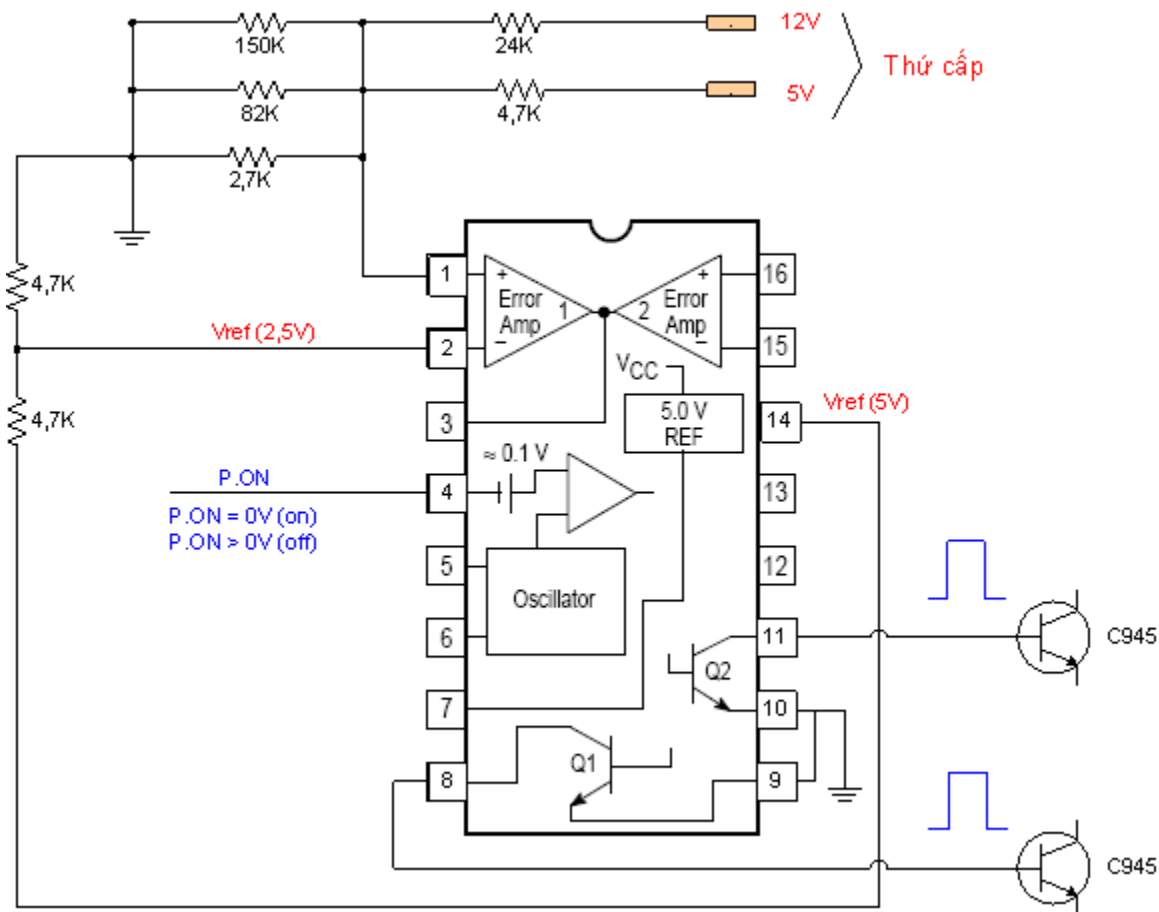 150K
24K
12V
Thứ cấp
82K
4,7K
5V
2,7K
4,7K
Vref (2,5V)
4,7K
P.ON
P.ON = 0V (on)
P.ON > 0V (off)
1
2
3
4
5
6
7
8
+
Error
Amp
1
−
+
2
Error
Amp
−
VCC
5.0 V
REF
≈ 0.1 V
Oscillator
Q2
Q1
16
15
14
13
12
11
10
9
Vref (5V)
C945
C945